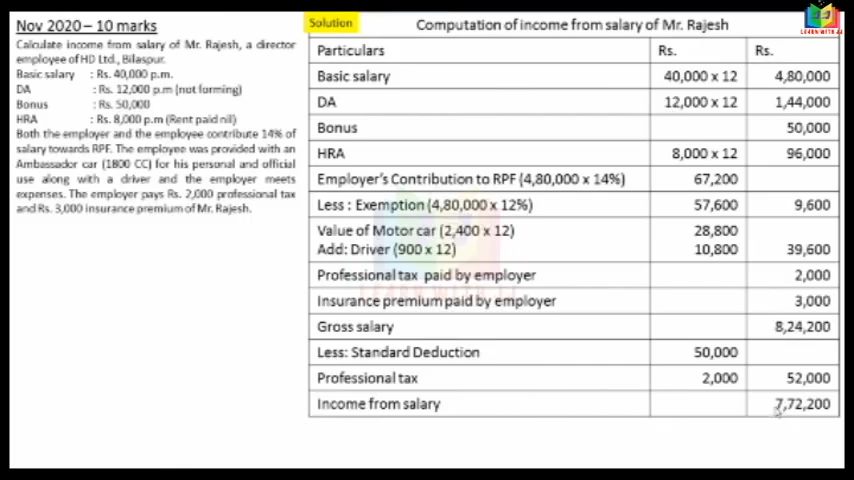 Nov 2020 – 10 marks
Calculate income from salary of Mr. Rajesh, a director
employee of HD Ltd., Bilaspur.
Basic salary : Rs. 40,000 p.m.
DA : Rs. 12,000 p.m (not forming)
Bonus : Rs. 50,000
HRA : Rs. 8,000 p.m (Rent paid nil)
Both the employer and the employee contribute 14% of
salary towards RPF. The employee was provided with an
Ambassador car (1800 CC) for his personal and official
use along with a driver and the employer meets
expenses. The employer pays Rs. 2,000 professional tax
and Rs. 3,000 insurance premium of Mr. Rajesh.
Solution
Computation of income from salary of Mr. Rajesh
Particulars Rs. Rs.
Basic salary 40,000 x 12 4,80,000
DA 12,000 x 12 1,44,000
Bonus 50,000
HRA 8,000 x 12 96,000
Employer's Contribution to RPF (4,80,000 x 14%) 67,200
Less : Exemption (4,80,000 x 12%) 57,600 9,600
Value of Motor car (2,400 x 12) 28,800
Add: Driver (900 x 12) 10,800 39,600
Professional tax paid by employer 2,000
Insurance premium paid by employer 3,000
Gross salary 8,24,200
Less: Standard Deduction 50,000
Professional tax 2,000 52,000
Income from salary 7,72,200
LEARN WITH JJ